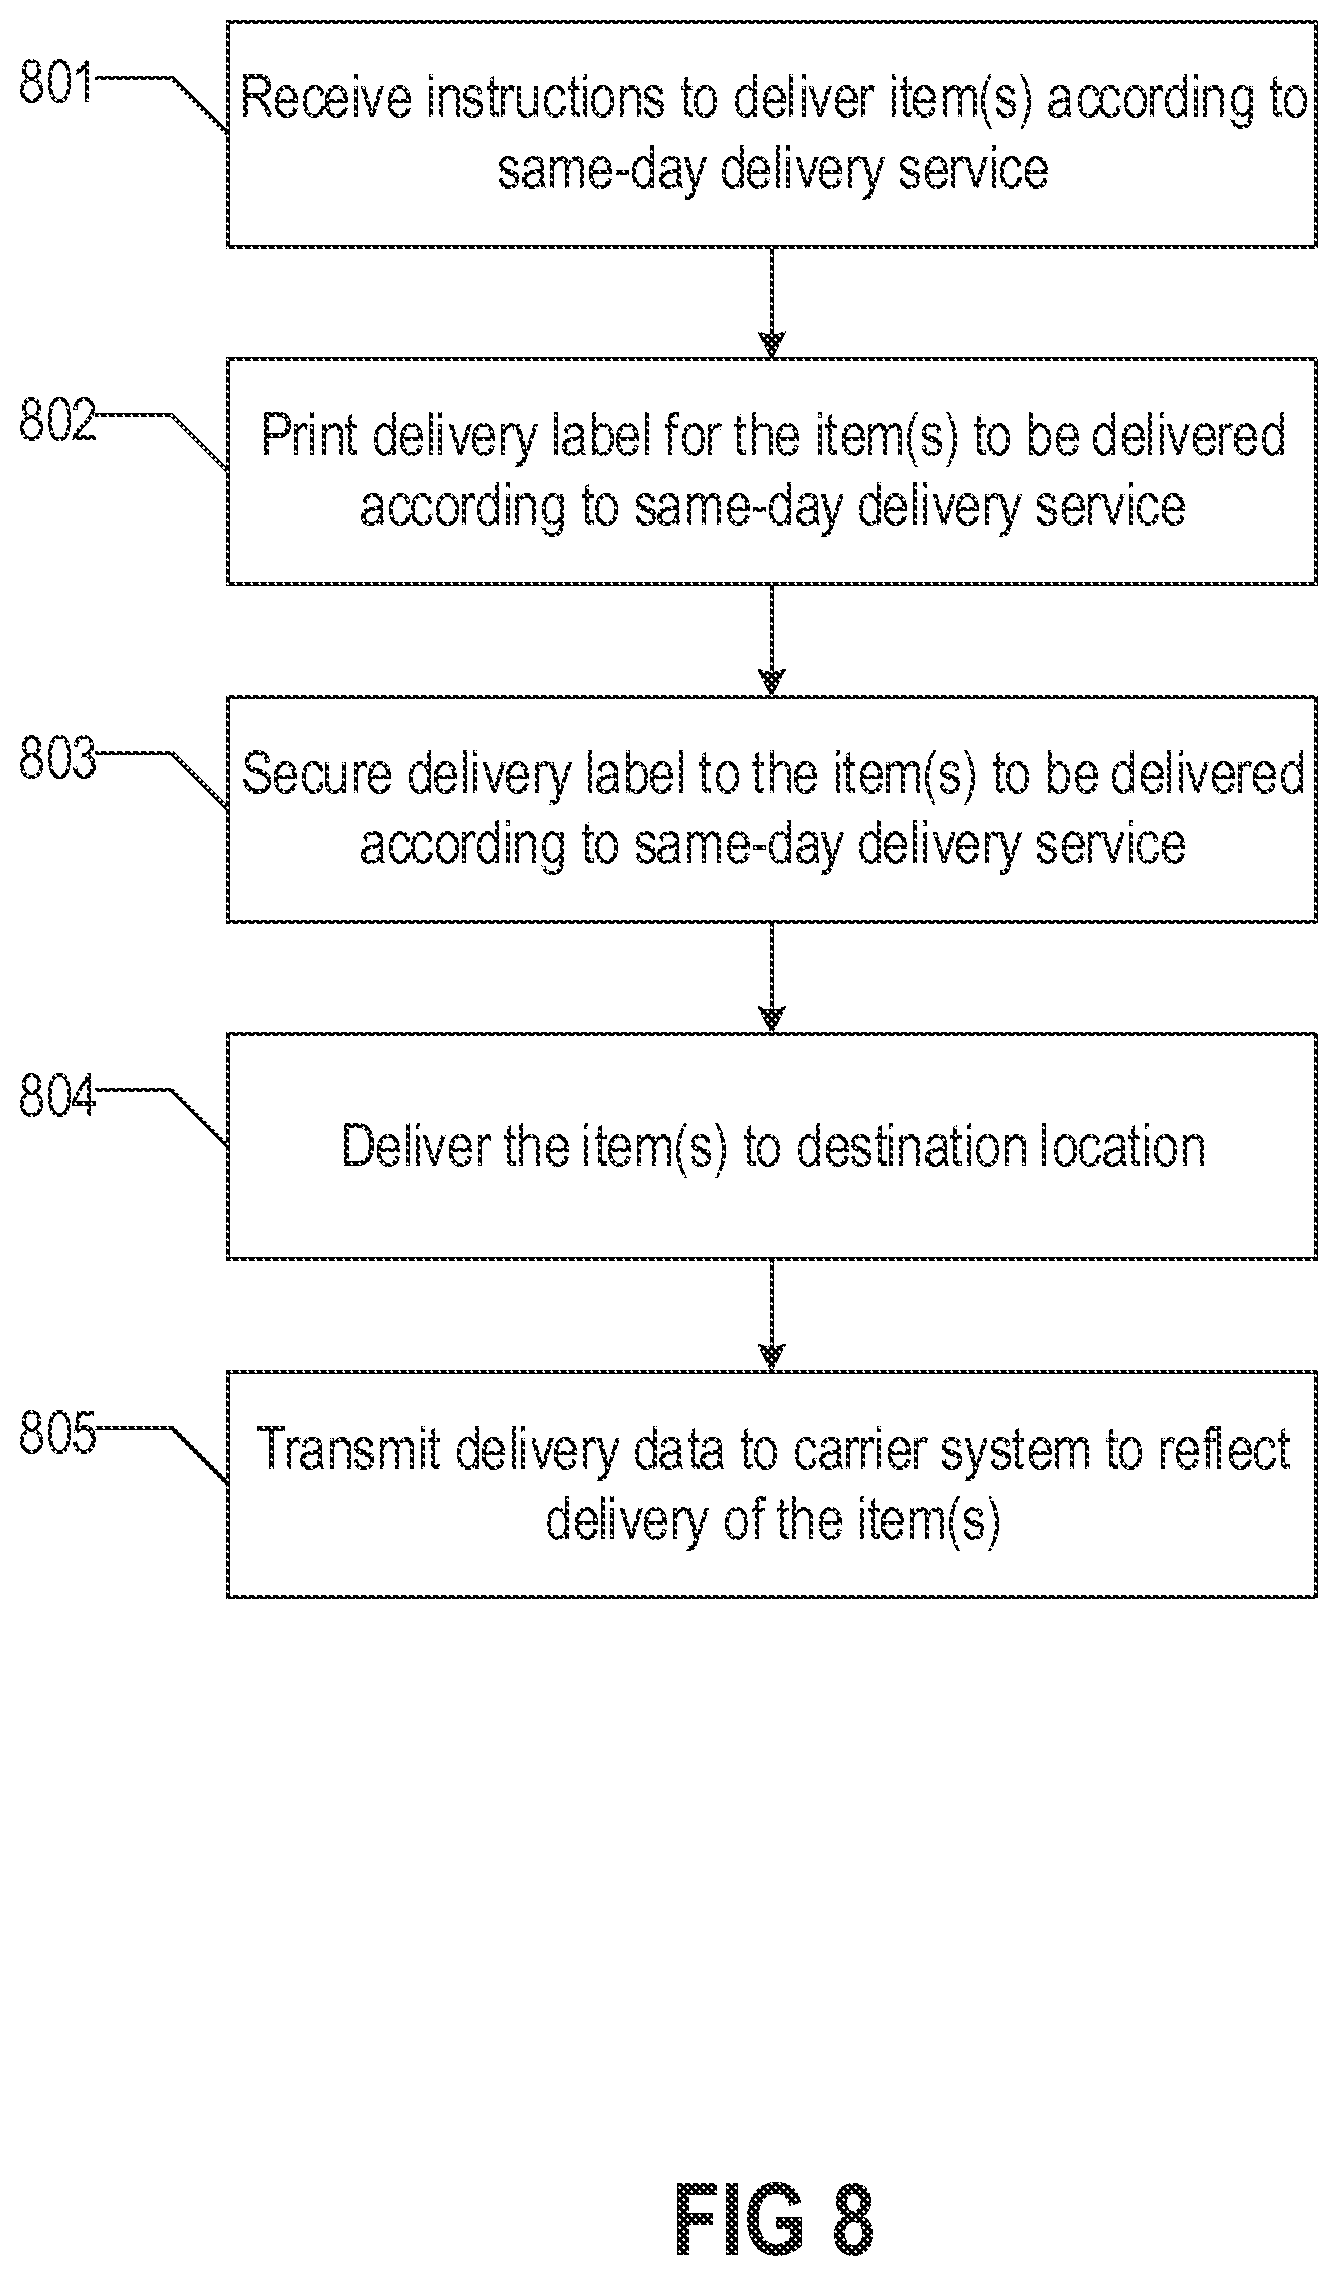 801
Receive instructions to deliver item(s) according to
same-day delivery service
802
Print delivery label for the item(s) to be delivered
according to same-day delivery service
803
Secure delivery label to the item(s) to be delivered
according to same-day delivery service
804
Deliver the item(s) to destination location
805
Transmit delivery data to carrier system to reflect
delivery of the item(s)
FIG 8